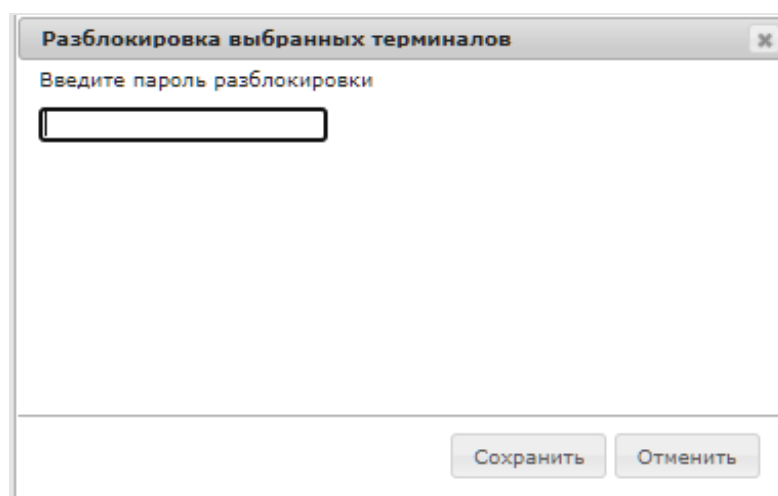 Разблокировка выбранных терминалов
Введите пароль разблокировки
Сохранить Отменить